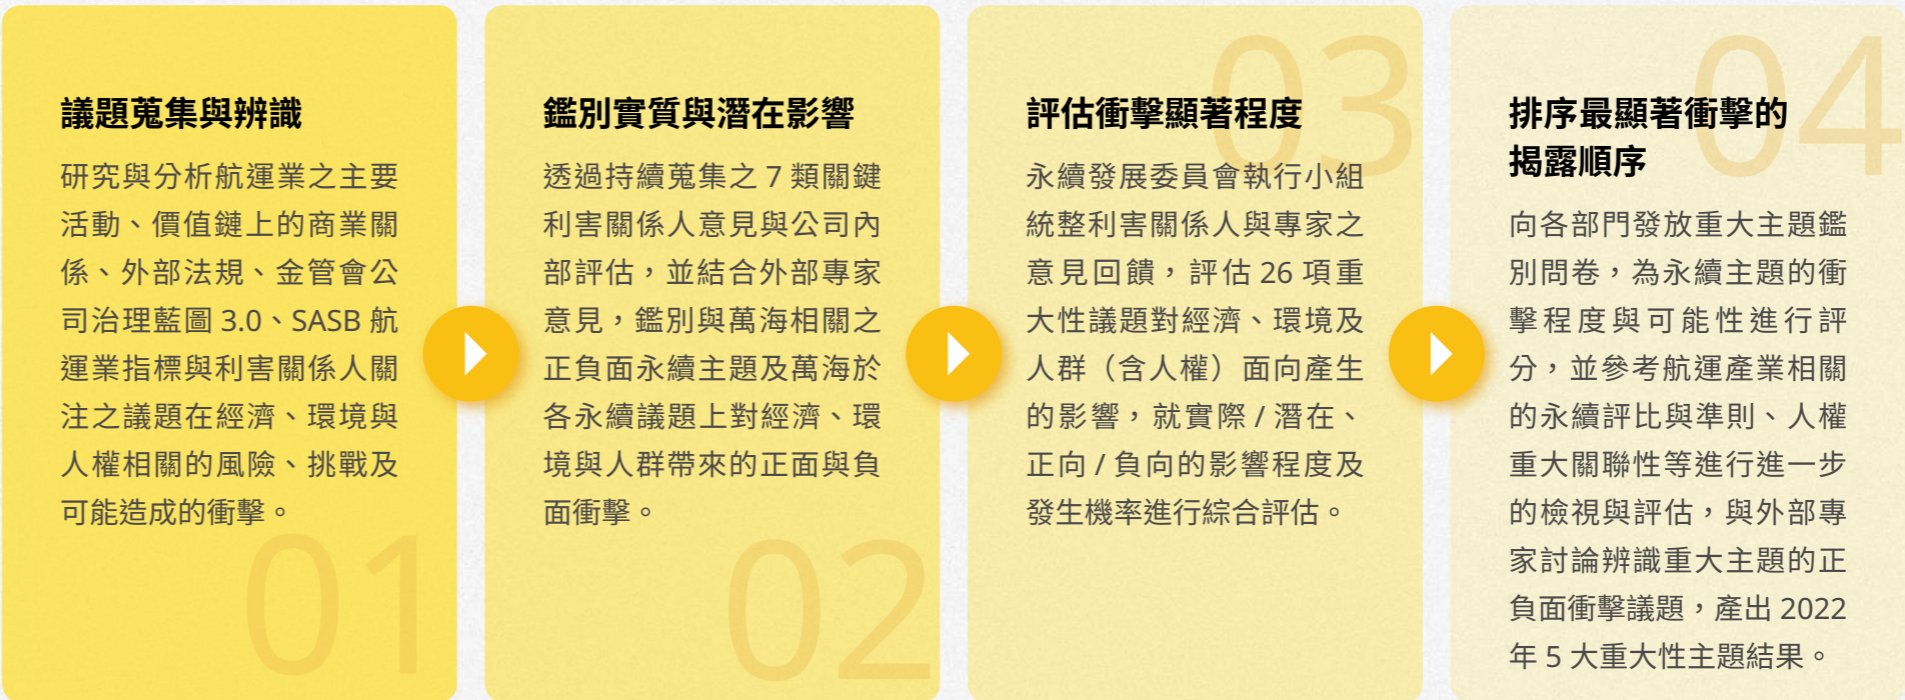 議題蒐集與辨識
研究與分析航運業之主要
活動、價值鏈上的商業關
係、外部法規、金管會公
司治理藍圖 3.0、SASB 航
運業指標與利害關係人關
注之議題在經濟、環境與
人權相關的風險、挑戰及
可能造成的衝擊。
01
鑑別實質與潛在影響
透過持續蒐集之 7 類關鍵
利害關係人意見與公司內
部評估，並結合外部專家
意見，鑑別與萬海相關之
正負面永續主題及萬海於
各永續議題上對經濟、環
境與人群帶來的正面與負
面衝擊。
02
03
評估衝擊顯著程度
永續發展委員會執行小組
統整利害關係人與專家之
意見回饋，評估 26 項重
大性議題對經濟、環境及
人群（含人權）面向產生
的影響，就實際 / 潛在、
正向 / 負向的影響程度及
發生機率進行綜合評估。
04
排序最顯著衝擊的
揭露順序
向各部門發放重大主題鑑
別問卷，為永續主題的衝
擊程度與可能性進行評
分，並參考航運產業相關
的永續評比與準則、人權
重大關聯性等進行進一步
的檢視與評估，與外部專
家討論辨識重大主題的正
負面衝擊議題，產出 2022
年 5 大重大性主題結果。